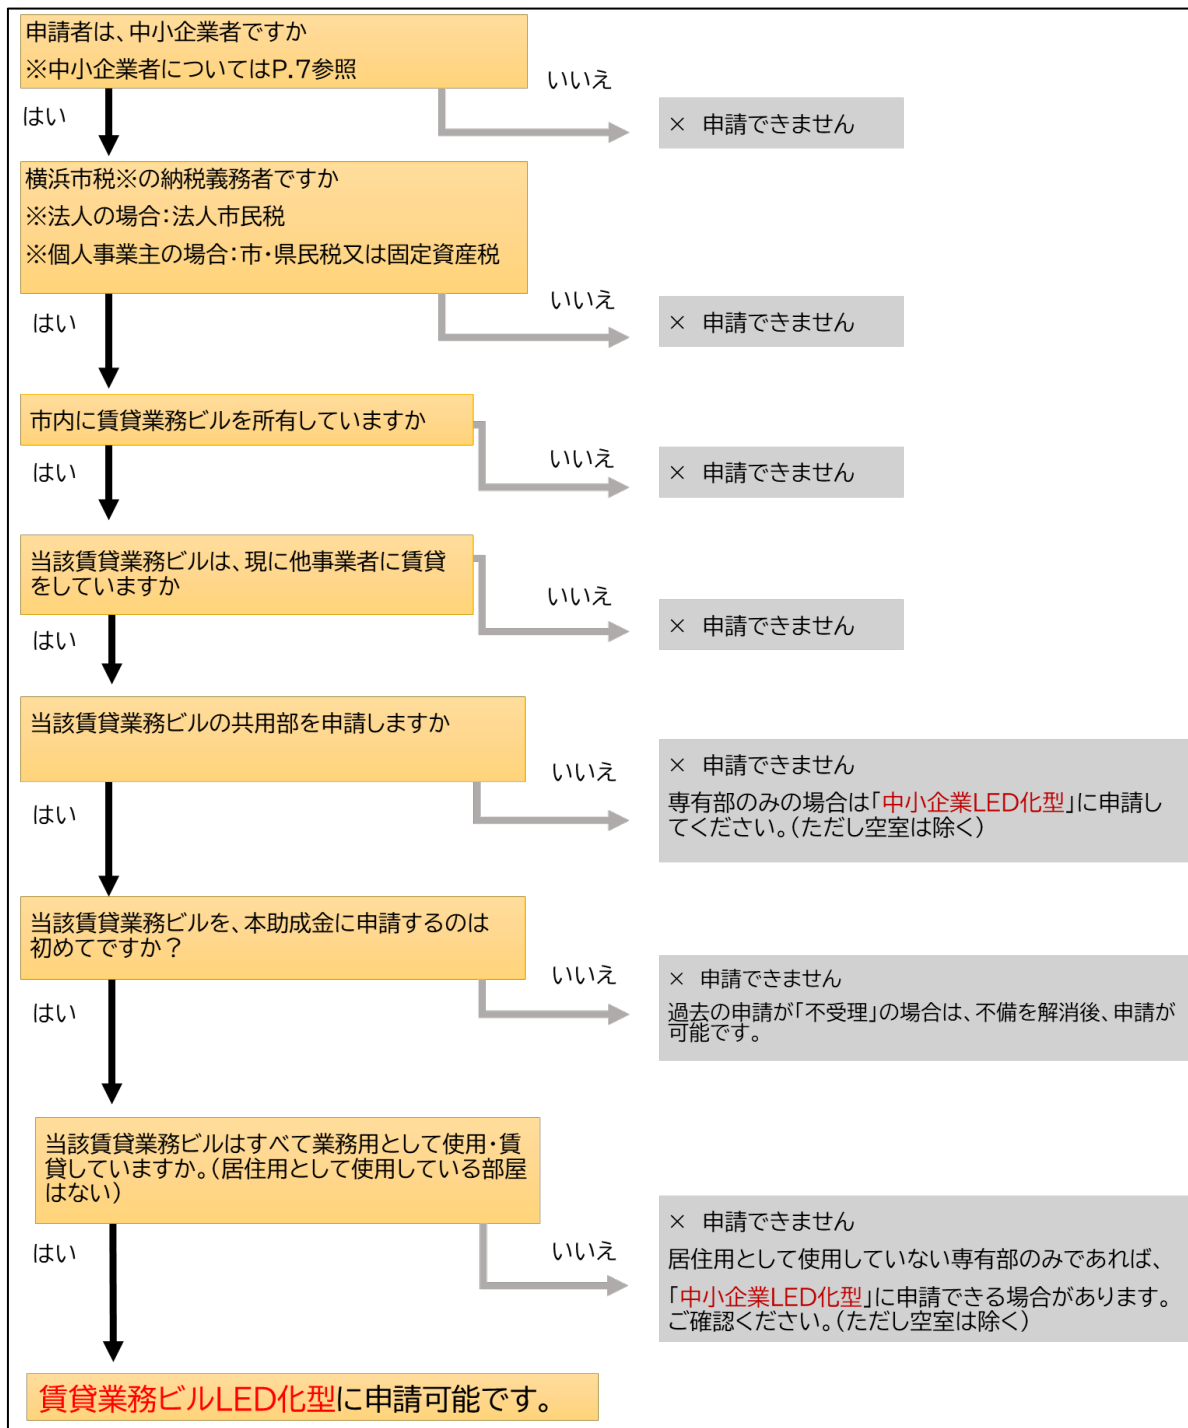 申請者は、中小企業者ですか
※中小企業者についてはP.7参照
いいえ
はい
× 申請できません
横浜市税※の納税義務者ですか
※法人の場合：法人市民税
※個人事業主の場合：市・県民税又は固定資産税
いいえ
はい
× 申請できません
市内に賃貸業務ビルを所有していますか
いいえ
はい
× 申請できません
当該賃貸業務ビルは、現に他事業者に賃貸
をしていますか
いいえ
はい
× 申請できません
当該賃貸業務ビルの共用部を申請しますか
いいえ
はい
× 申請できません
専有部のみの場合は「中小企業LED化型」に申請し
てください。（ただし空室は除く）
当該賃貸業務ビルを、本助成金に申請するのは
初めてですか？
いいえ
はい
× 申請できません
過去の申請が「不受理」の場合は、不備を解消後、申請が
可能です。
当該賃貸業務ビルはすべて業務用として使用・賃
貸していますか。（居住用として使用している部屋
はない）
いいえ
はい
× 申請できません
居住用として使用していない専有部のみであれば、
「中小企業LED化型」に申請できる場合があります。
ご確認ください。（ただし空室は除く）
賃貸業務ビルLED化型に申請可能です。